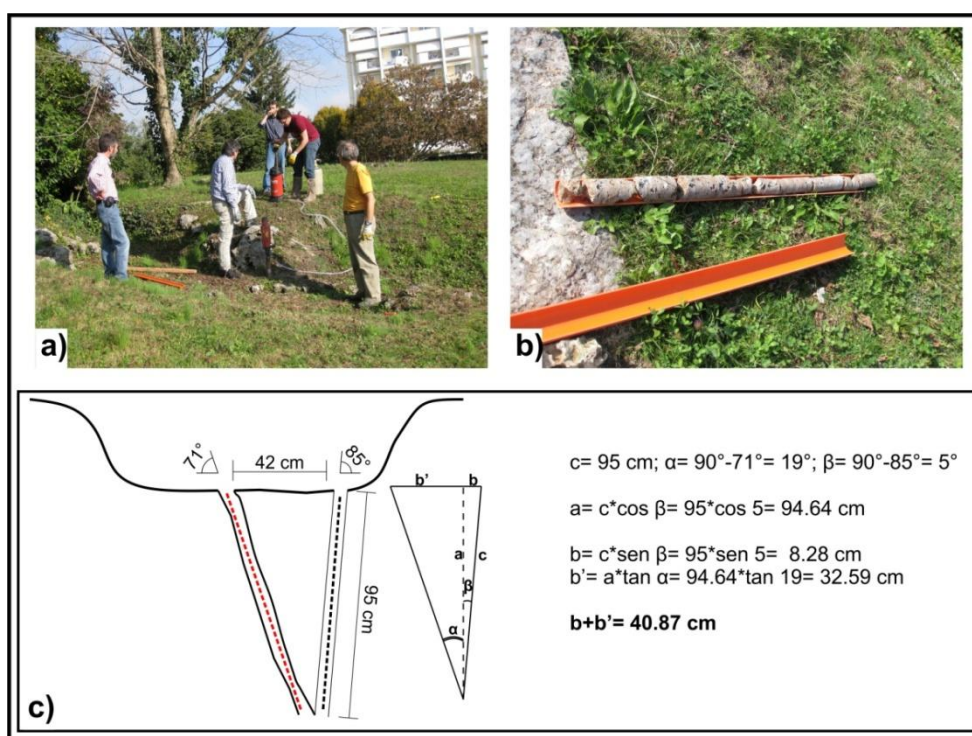 a)
b)
71°
42 cm
85°
95 cm
b’
b
a
c
β
α
c= 95 cm; α= 90°-71°= 19°; β= 90°-85°= 5°
a= c*cos β= 95*cos 5= 94.64 cm
b= c*sen β= 95*sen 5=  8.28 cm
b’= a*tan α= 94.64*tan 19= 32.59 cm
b+b’= 40.87 cm
c)